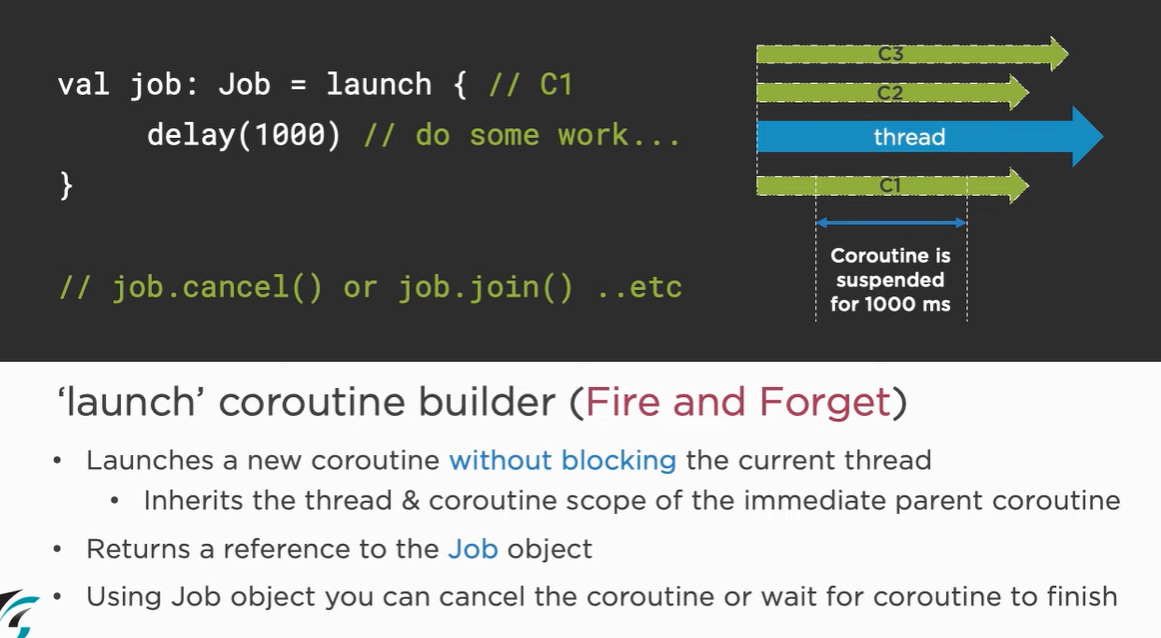 val job: Job = launch { // C1
delay(1000) // do some work...
}
// job.cancel() or job.join() ..etc
C3
C2
thread
C1
Coroutine is
suspended
for 1000 ms
‘launch’ coroutine builder (Fire and Forget)
• Launches a new coroutine without blocking the current thread
• Inherits the thread & coroutine scope of the immediate parent coroutine
• Returns a reference to the Job object
• Using Job object you can cancel the coroutine or wait for coroutine to finish